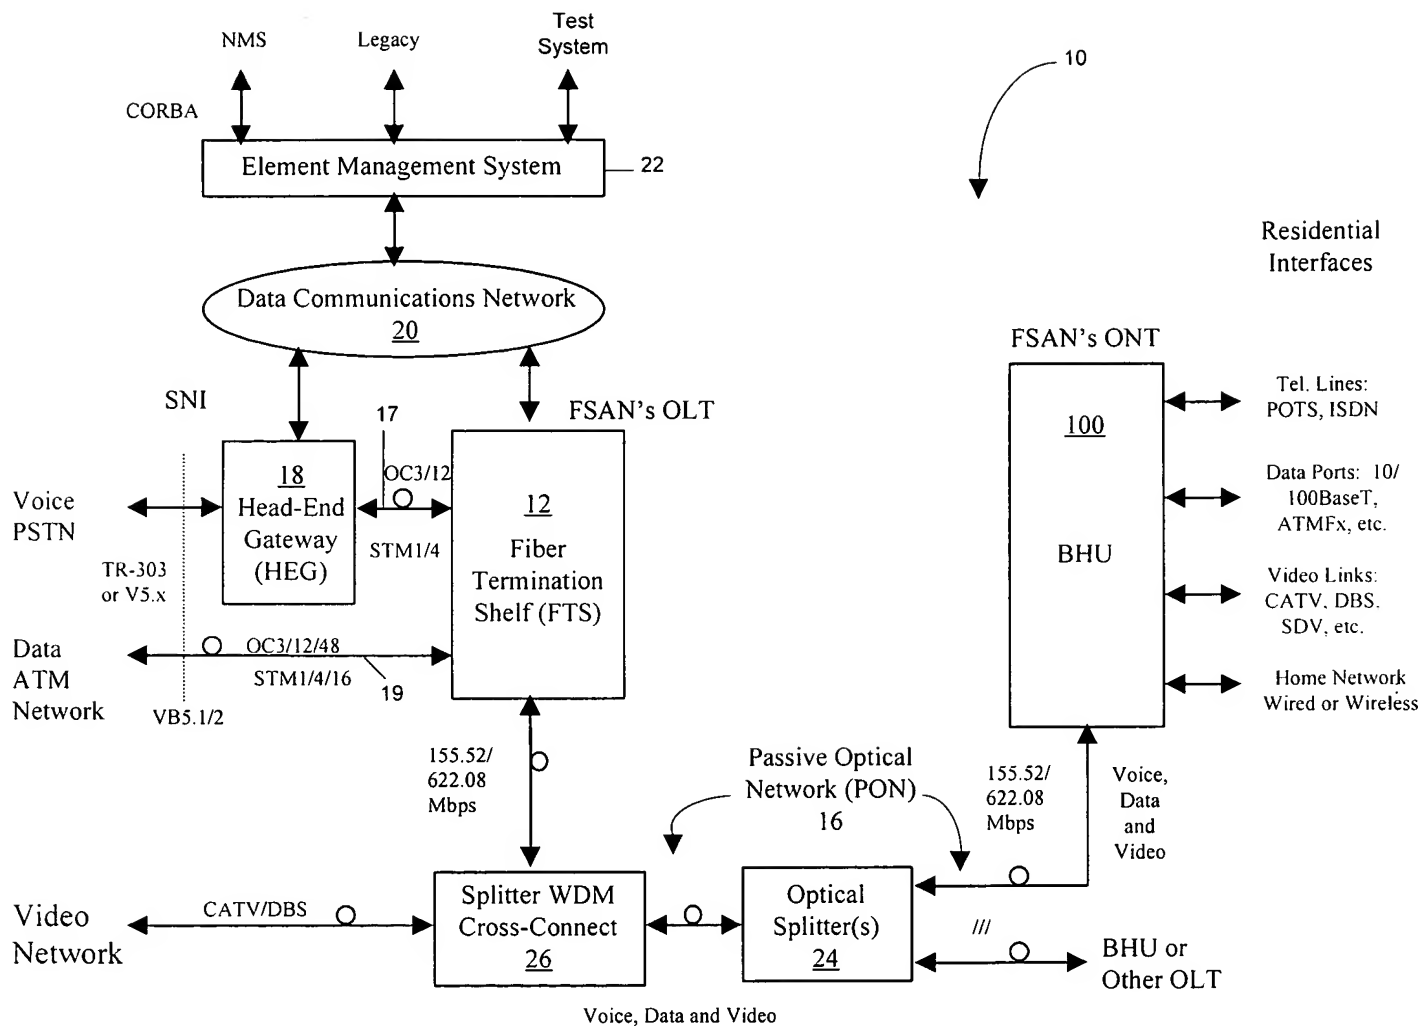 NMS
Legacy
Test
System
10
CORBA
Element Management System
22
Residential
Interfaces
Data Communications Network
20
FSAN's ONT
SNI
17
FSAN's OLT
Tel. Lines:
POTS, ISDN
100
18
Head-End
Gateway
(HEG)
OC3/12
STM1/4
12
Fiber
Termination
Shelf (FTS)
Voice
PSTN
Data Ports: 10/
100BaseT,
ATMFx, etc.
BHU
TR-303
or V5.x
Video Links:
CATV, DBS.
SDV, etc.
Data
ATM
Network
OC3/12/48
STM1/4/16
19
VB5.1/2
Home Network
Wired or Wireless
155.52/
622.08
Mbps
Passive Optical
Network (PON)
16
155.52/
622.08
Mbps
Voice,
Data
and
Video
Video
Network
CATV/DBS
Splitter WDM
Cross-Connect
26
Optical
Splitter(s)
24
///
BHU or
Other OLT
Voice, Data and Video